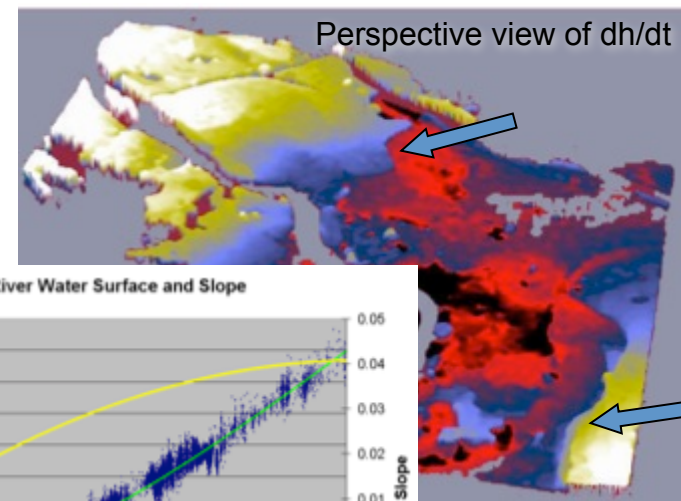 Perspective view of dh/dt
River Water Surface and Slope
0.05
0.04
0.03
0.02
0.01
Slope